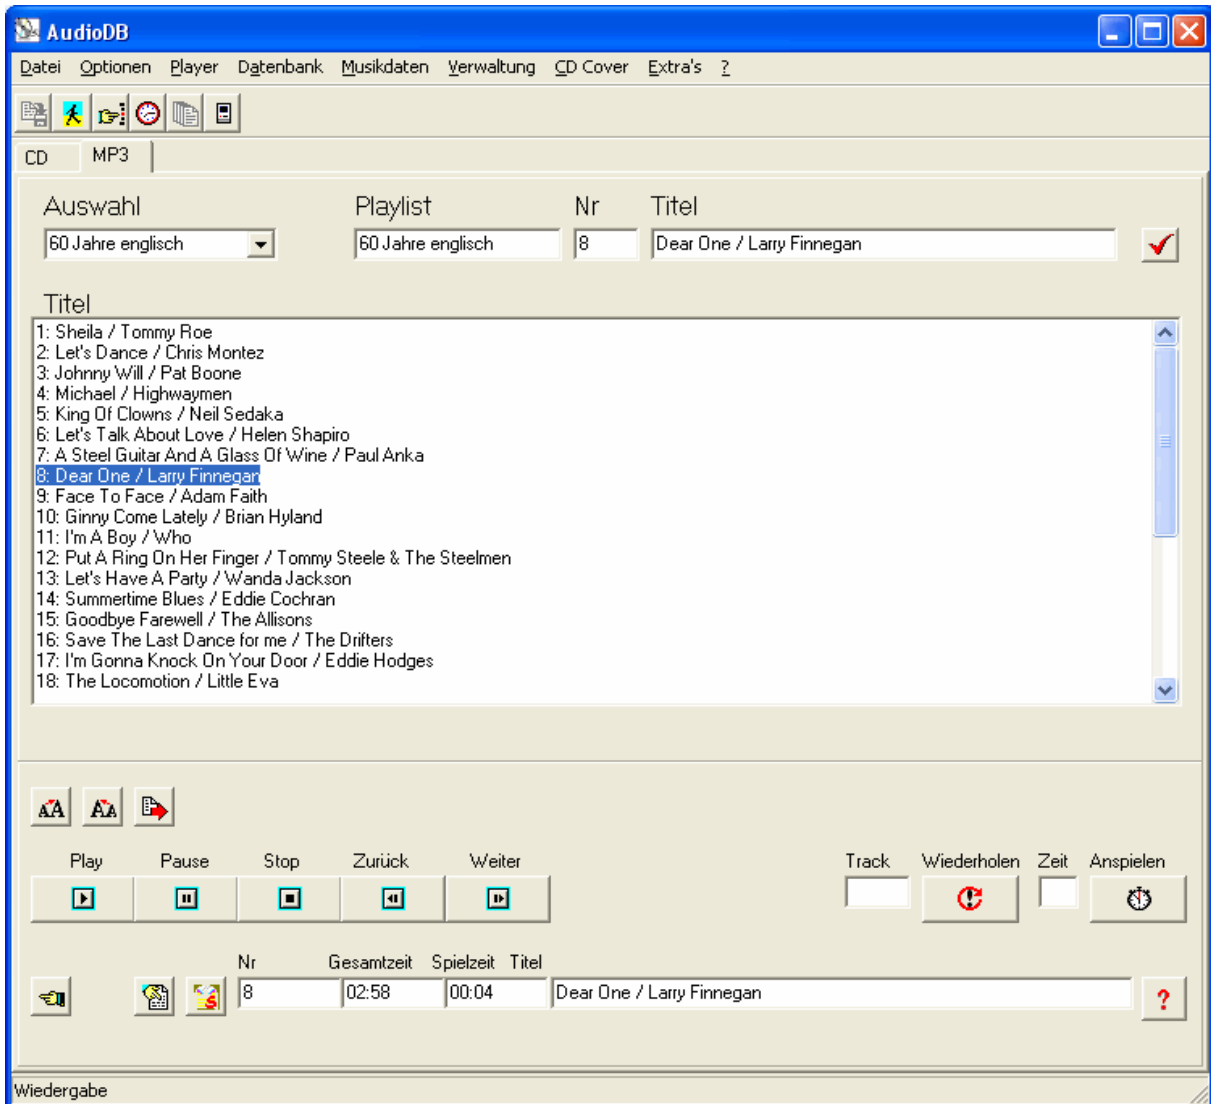 AudioDB
Datei Optionen Player Datenbank Musikdaten Verwaltung CD Cover Extra's ?
CD MP3
Auswahl Playlist Nr Titel
60 Jahre englisch 60 Jahre englisch 8 Dear One / Larry Finnegan
Titel
1: Sheila / Tommy Roe
2: Let's Dance / Chris Montez
3: Johnny Will / Pat Boone
4: Michael / Highwaymen
5: King Of Clowns / Neil Sedaka
6: Let's Talk About Love / Helen Shapiro
7: A Steel Guitar And A Glass Of Wine / Paul Anka
8: Dear One / Larry Finnegan
9: Face To Face / Adam Faith
10: Ginny Come Lately / Brian Hyland
11: I'm A Boy / Who
12: Put A Ring On Her Finger / Tommy Steele & The Steelmen
13: Let's Have A Party / Wanda Jackson
14: Summertime Blues / Eddie Cochran
15: Goodbye Farewell / The Allisons
16: Save The Last Dance for me / The Drifters
17: I'm Gonna Knock On Your Door / Eddie Hodges
18: The Locomotion / Little Eva
AA AA
Play Pause Stop Zurück Weiter Track Wiederholen Zeit Anspielen
Nr Gesamtzeit Spielzeit Titel
8 02:58 00:04 Dear One / Larry Finnegan ?
Wiedergabe